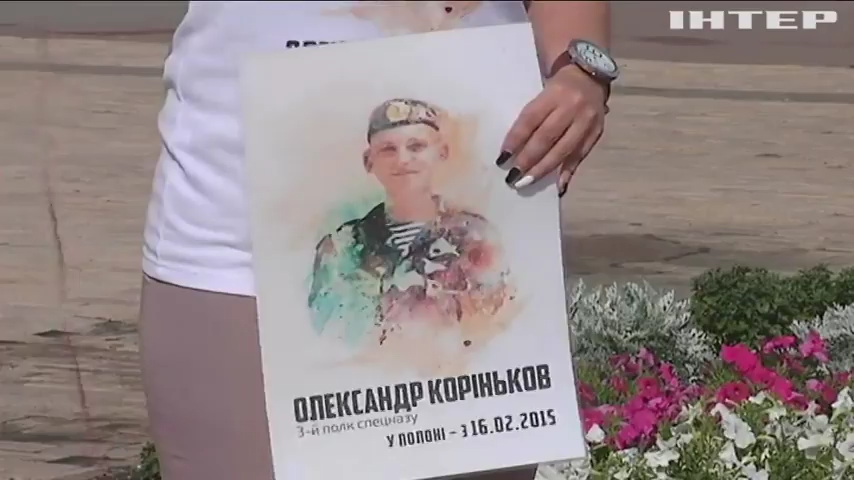 ІНТЕР
ОЛЕКСАНДР КОРІНЬКОВ
3-й полк спецназу
У ПОЛОНІ – З 16.02.2015